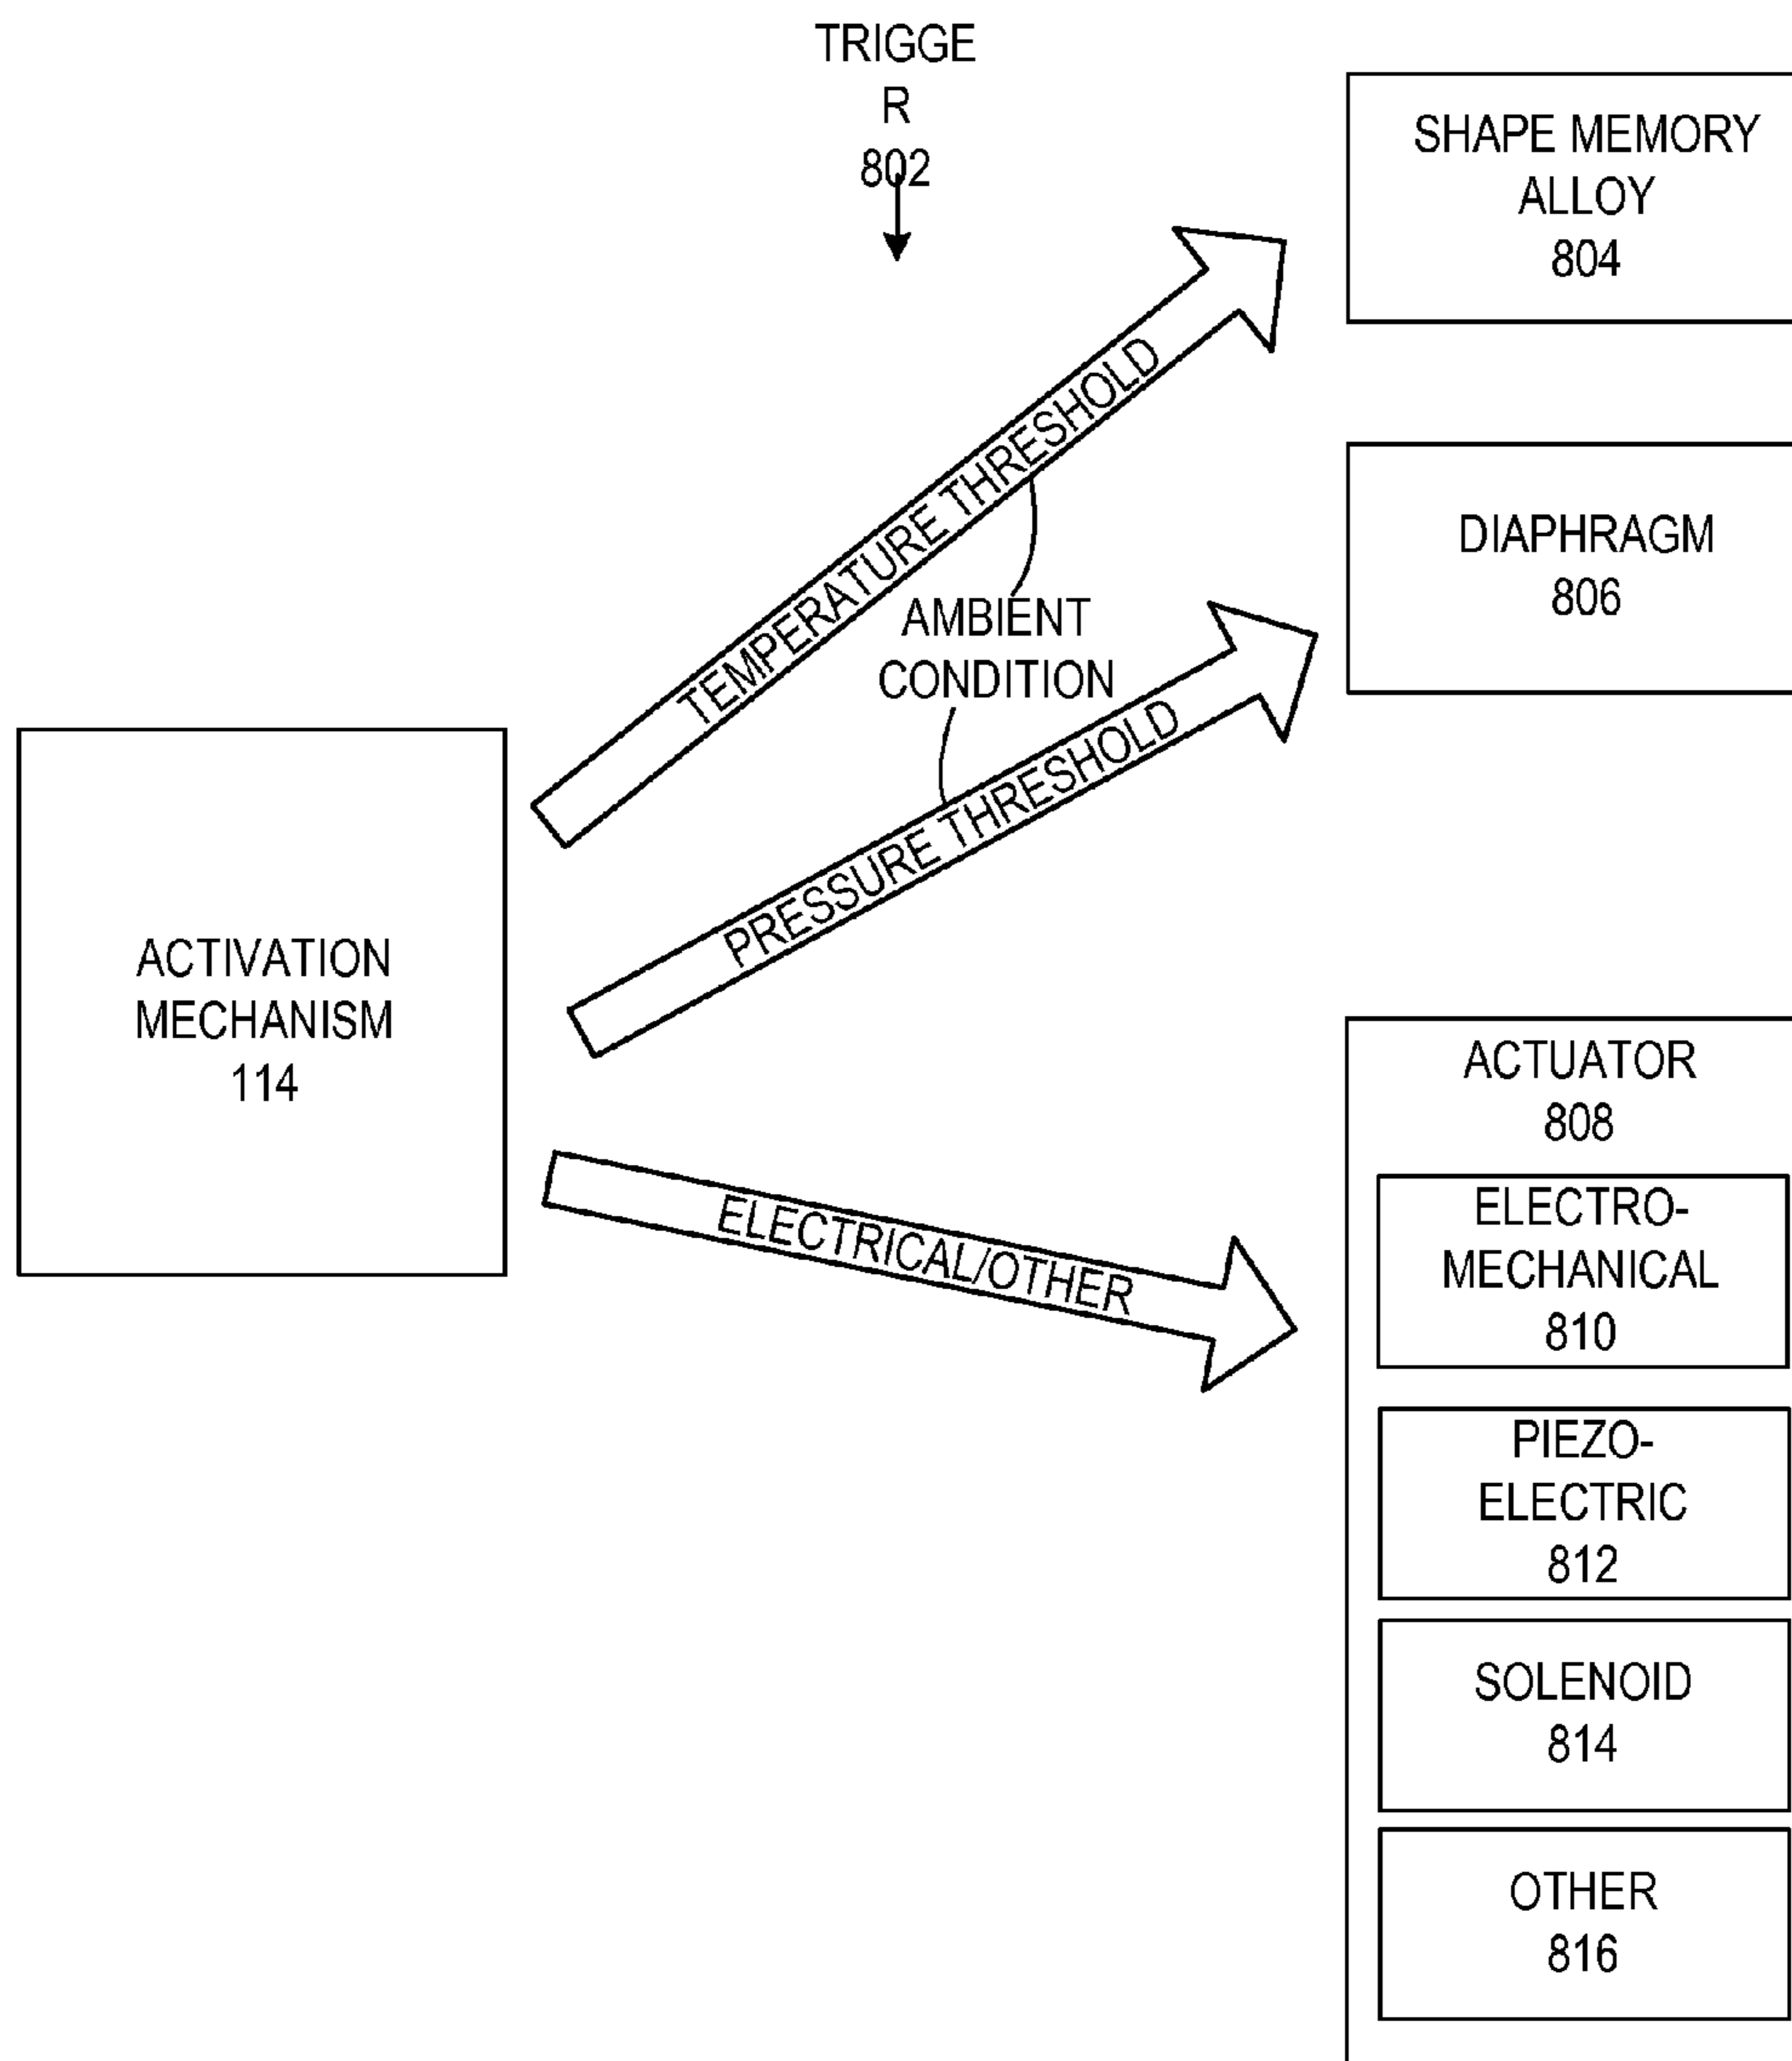 TRIGGE
R
802
SHAPE MEMORY
ALLOY
804
TEMPERATURE THRESHOLD
DIAPHRAGM
806
AMBIENT
CONDITION
PRESSURE THRESHOLD
ACTIVATION
MECHANISM
114
ELECTRICAL/OTHER
ACTUATOR
808
ELECTRO-
MECHANICAL
810
PIEZO-
ELECTRIC
812
SOLENOID
814
OTHER
816